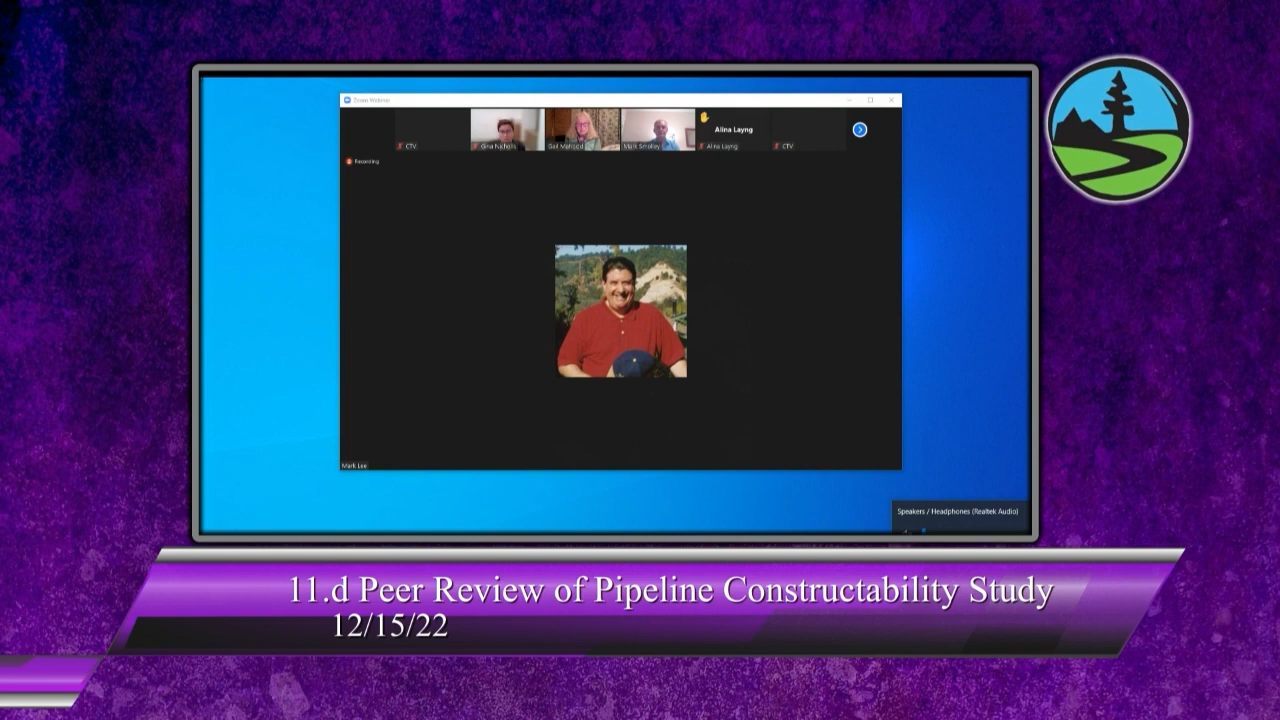 Zoom Webinar
CTV
Gina Nicholls
Gail Mahood
Mark Smolley
Alina Layng
Alina Layng
CTV
Recording
Mark Lee
Speakers / Headphones (Realtek Audio)
11.d Peer Review of Pipeline Constructability Study
12/15/22